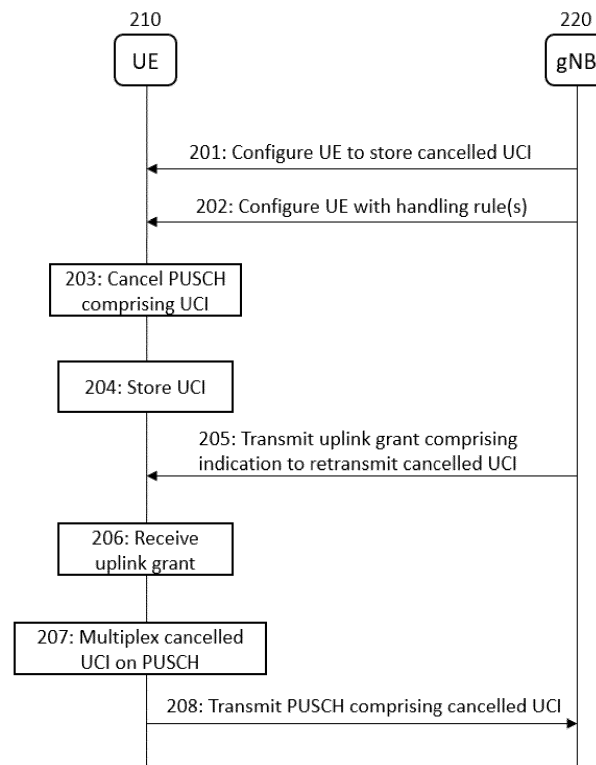 210
220
UE
gNB
201: Configure UE to store cancelled UCI
202: Configure UE with handling rule(s)
203: Cancel PUSCH
comprising UCI
204: Store UCI
205: Transmit uplink grant comprising
indication to retransmit cancelled UCI
206: Receive
uplink grant
207: Multiplex cancelled
UCI on PUSCH
208: Transmit PUSCH comprising cancelled UCI